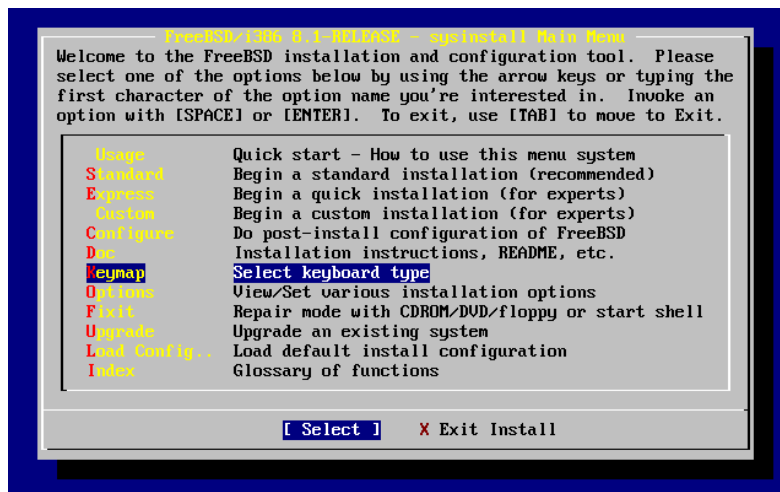 FreeBSD/i386 8.1-RELEASE - sysinstall Main Menu
Welcome to the FreeBSD installation and configuration tool.  Please
select one of the options below by using the arrow keys or typing the
first character of the option name you're interested in.  Invoke an
option with [SPACE] or [ENTER].  To exit, use [TAB] to move to Exit.
Usage Quick start - How to use this menu system
Standard Begin a standard installation (recommended)
Express Begin a quick installation (for experts)
Custom Begin a custom installation (for experts)
Configure Do post-install configuration of FreeBSD
Doc Installation instructions, README, etc.
Keymap Select keyboard type
Options View/Set various installation options
Fixit Repair mode with CDROM/DVD/floppy or start shell
Upgrade Upgrade an existing system
Load Config.. Load default install configuration
Index Glossary of functions
[ Select ] X Exit Install